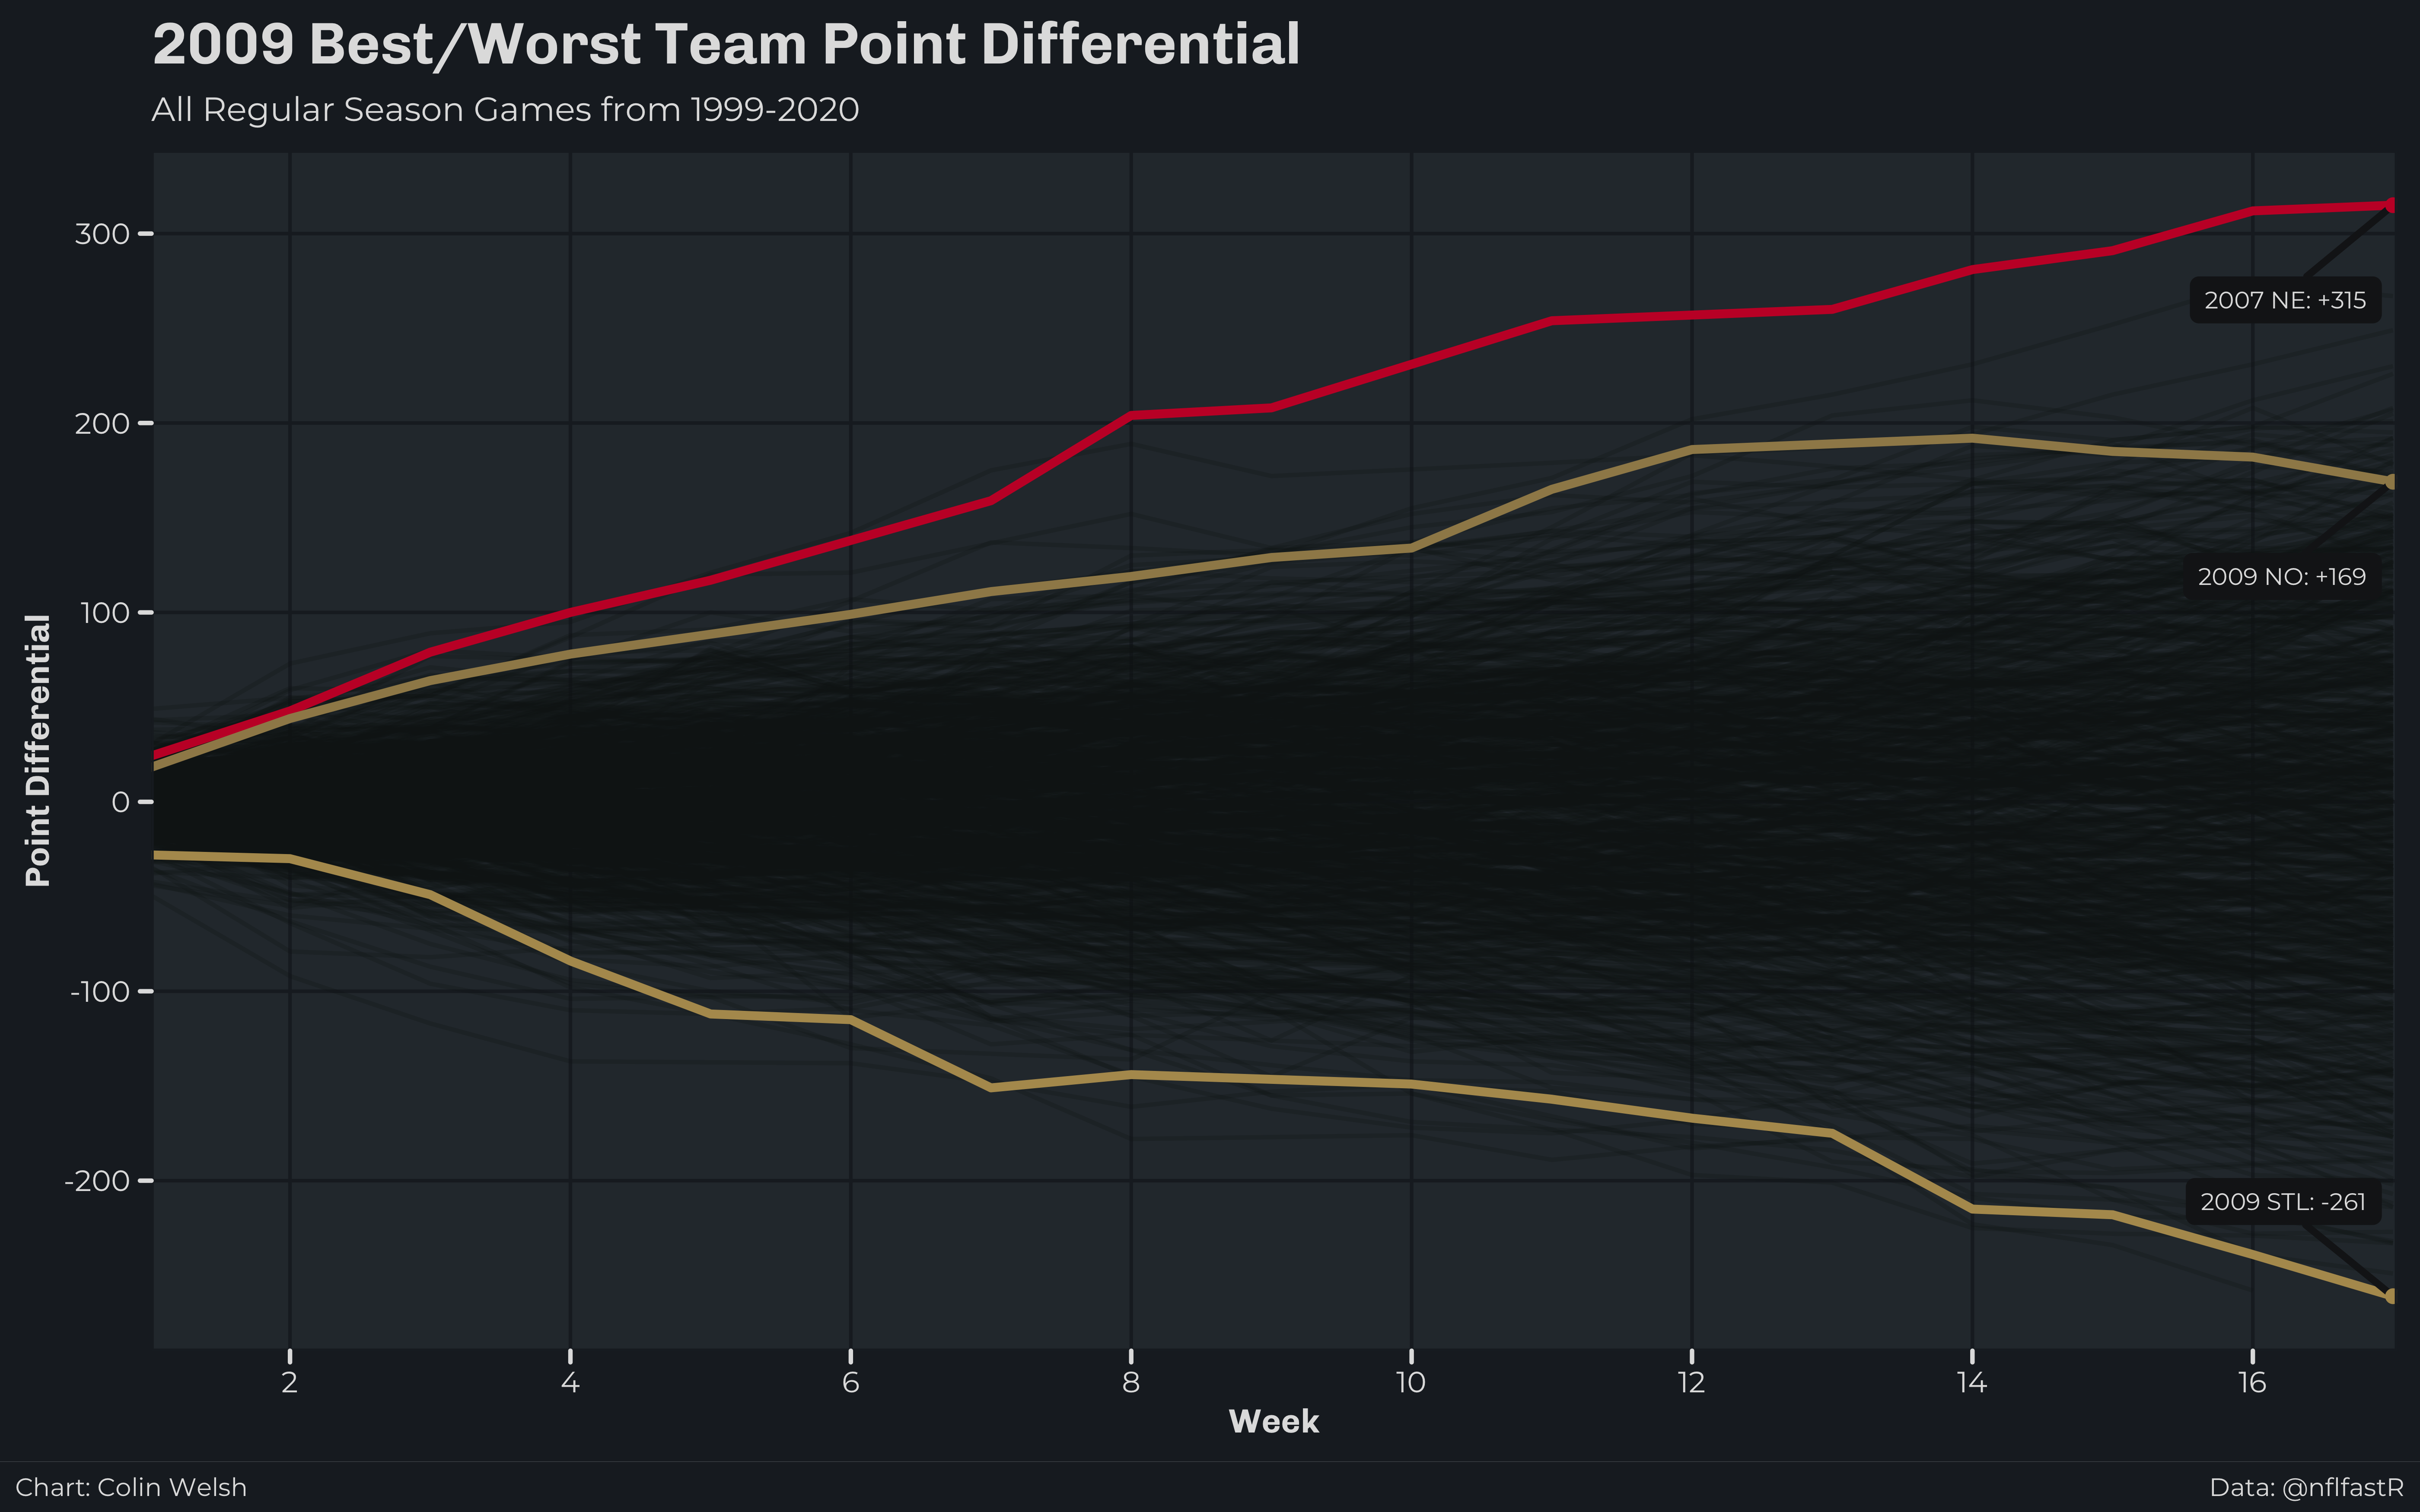 2009 Best/Worst Team Point Differential
All Regular Season Games from 1999-2020
Point Differential
300
200
100
0
-100
-200
2007 NE: +315
2009 NO: +169
2009 STL: -261
2 4 6 8 10 12 14 16
Week
Chart: Colin Welsh
Data: @nflfastR